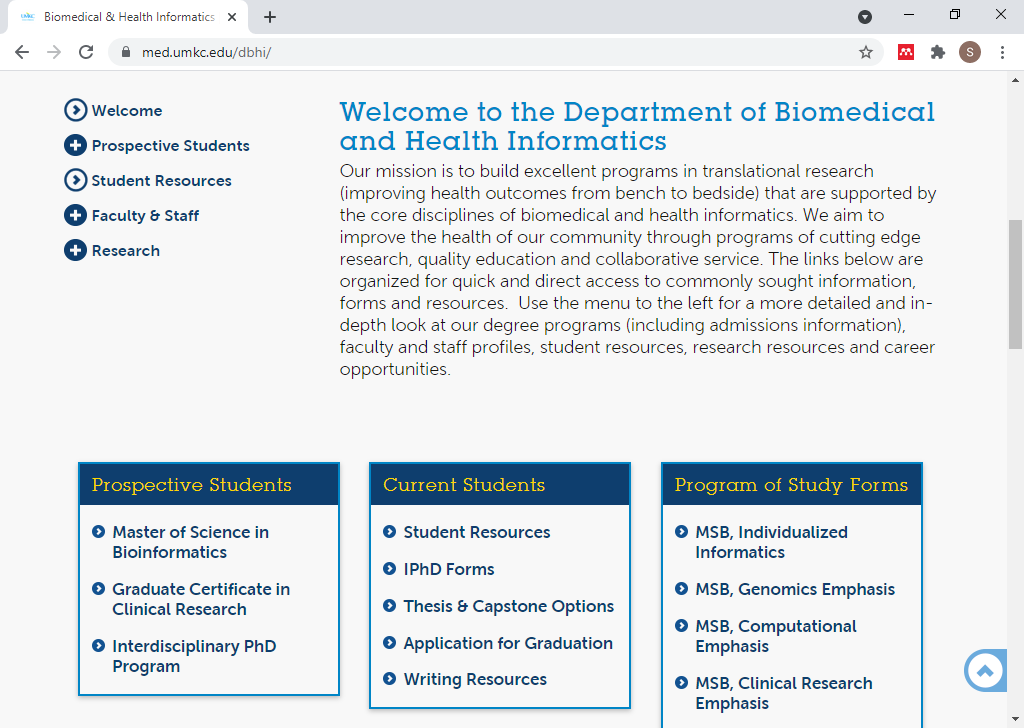 Biomedical & Health Informatics
med.umkc.edu/dbhi/
S
Welcome
Prospective Students
Student Resources
Faculty & Staff
Research
Welcome to the Department of Biomedical
and Health Informatics
Our mission is to build excellent programs in translational research
(improving health outcomes from bench to bedside) that are supported by
the core disciplines of biomedical and health informatics. We aim to
improve the health of our community through programs of cutting edge
research, quality education and collaborative service. The links below are
organized for quick and direct access to commonly sought information,
forms and resources.  Use the menu to the left for a more detailed and in-
depth look at our degree programs (including admissions information),
faculty and staff profiles, student resources, research resources and career
opportunities.
Prospective Students
Master of Science in
Bioinformatics
Graduate Certificate in
Clinical Research
Interdisciplinary PhD
Program
Current Students
Student Resources
IPhD Forms
Thesis & Capstone Options
Application for Graduation
Writing Resources
Program of Study Forms
MSB, Individualized
Informatics
MSB, Genomics Emphasis
MSB, Computational
Emphasis
MSB, Clinical Research
Emphasis